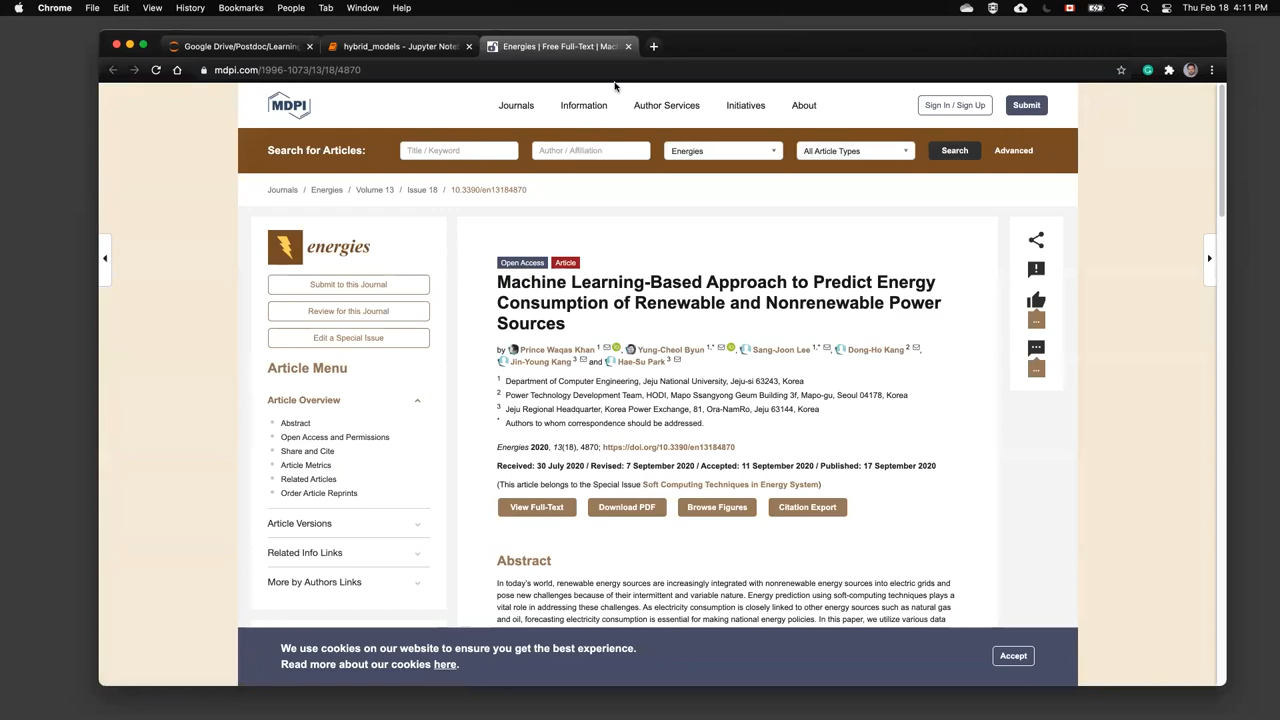 Chrome File Edit View History Bookmarks People Tab Window Help Thu Feb 18 4:11 PM
Google Drive/Postdoc/Learning hybrid_models - Jupyter Note Energies | Free Full-Text | Mac
mdpi.com/1996-1073/13/18/4870
MDPI Journals Information Author Services Initiatives About Sign In / Sign Up Submit
Search for Articles: Title / Keyword Author / Affiliation Energies All Article Types Search Advanced
Journals / Energies / Volume 13 / Issue 18 / 10.3390/en13184870
energies
Submit to this Journal
Review for this Journal
Edit a Special Issue
Article Menu
Article Overview
Abstract
Open Access and Permissions
Share and Cite
Article Metrics
Related Articles
Order Article Reprints
Article Versions
Related Info Links
More by Authors Links
Open Access Article
Machine Learning-Based Approach to Predict Energy
Consumption of Renewable and Nonrenewable Power
Sources
by Prince Waqas Khan 1, Yung-Cheol Byun 1,*, Sang-Joon Lee 1,*, Dong-Ho Kang 2,
Jin-Young Kang 3 and Hae-Su Park 3
1 Department of Computer Engineering, Jeju National University, Jeju-si 63243, Korea
2 Power Technology Development Team, HODI, Mapo Ssangyong Geum Building 3f, Mapo-gu, Seoul 04178, Korea
3 Jeju Regional Headquarter, Korea Power Exchange, 81, Ora-NamRo, Jeju 63144, Korea
* Authors to whom correspondence should be addressed.
Energies 2020, 13(18), 4870; https://doi.org/10.3390/en13184870
Received: 30 July 2020 / Revised: 7 September 2020 / Accepted: 11 September 2020 / Published: 17 September 2020
(This article belongs to the Special Issue Soft Computing Techniques in Energy System)
View Full-Text Download PDF Browse Figures Citation Export
Abstract
In today's world, renewable energy sources are increasingly integrated with nonrenewable energy sources into electric grids and
pose new challenges because of their intermittent and variable nature. Energy prediction using soft-computing techniques plays a
vital role in addressing these challenges. As electricity consumption is closely linked to other energy sources such as natural gas
and oil, forecasting electricity consumption is essential for making national energy policies. In this paper, we utilize various data
...
...
We use cookies on our website to ensure you get the best experience.
Read more about our cookies here.
Accept